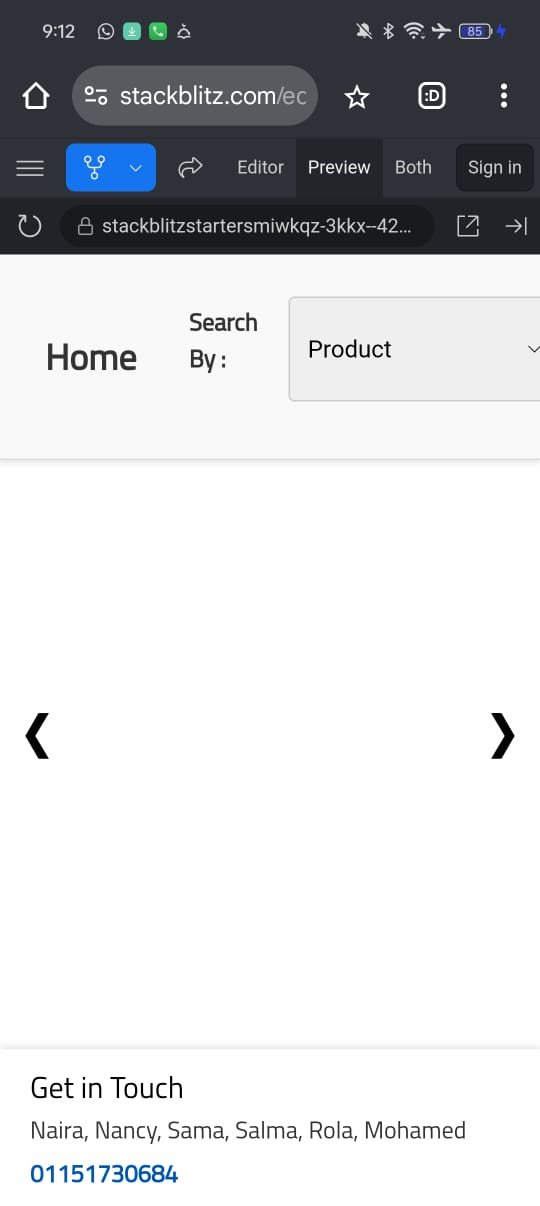 9:12
85
stackblitz.com/ec
:D
Editor
Preview
Both
Sign in
stackblitzstartersmiwkqz-3kkx--42...
Home
Search
By :
Product
Get in Touch
Naira, Nancy, Sama, Salma, Rola, Mohamed
01151730684